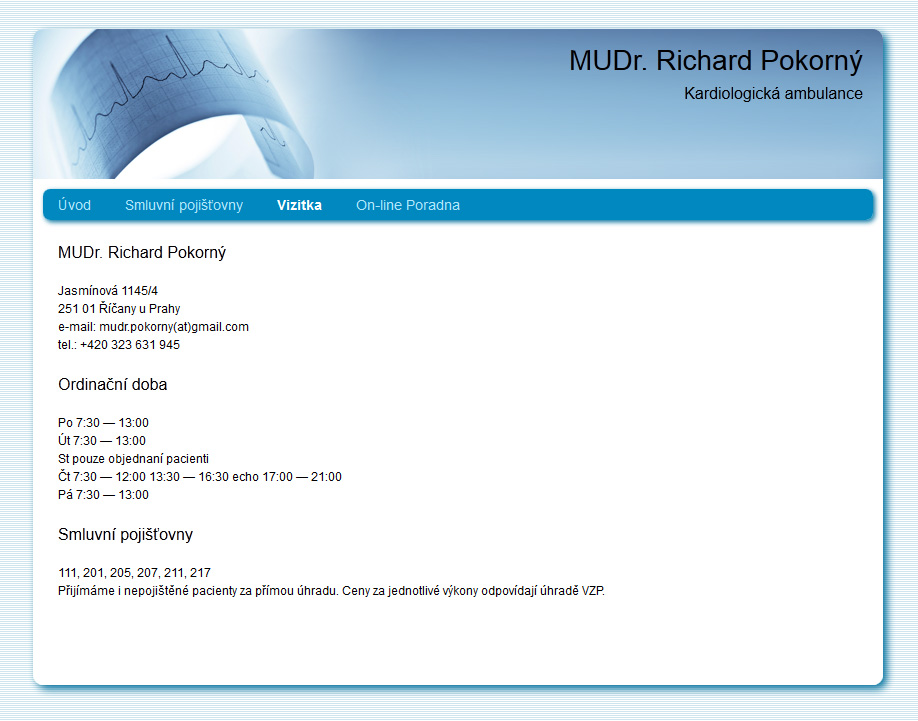 MUDr. Richard Pokorný
Kardiologická ambulance
Úvod Smluvní pojišťovny Vizitka On-line Poradna
MUDr. Richard Pokorný
Jasmínová 1145/4
251 01 Říčany u Prahy
e-mail: mudr.pokorny(at)gmail.com
tel.: +420 323 631 945
Ordinační doba
Po 7:30 — 13:00
Út 7:30 — 13:00
St pouze objednaní pacienti
Čt 7:30 — 12:00 13:30 — 16:30 echo 17:00 — 21:00
Pá 7:30 — 13:00
Smluvní pojišťovny
111, 201, 205, 207, 211, 217
Přijímáme i nepojištěné pacienty za přímou úhradu. Ceny za jednotlivé výkony odpovídají úhradě VZP.